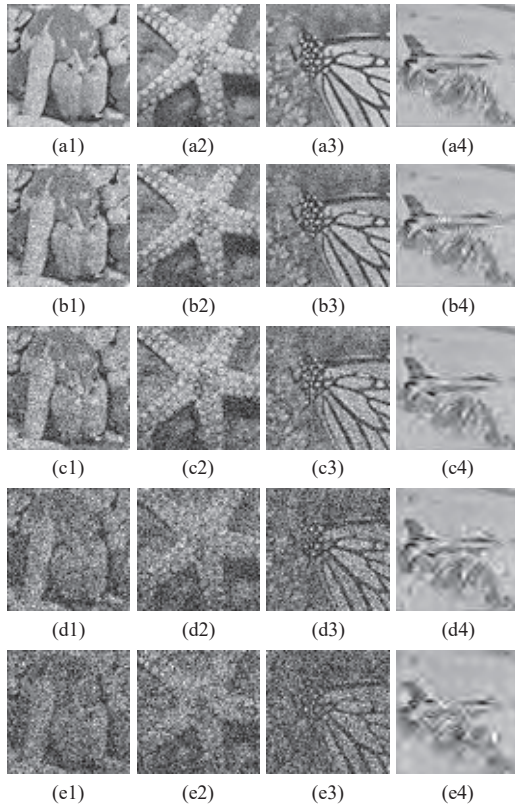 (a1) (a2) (a3) (a4)
(b1) (b2) (b3) (b4)
(c1) (c2) (c3) (c4)
(d1) (d2) (d3) (d4)
(e1) (e2) (e3) (e4)